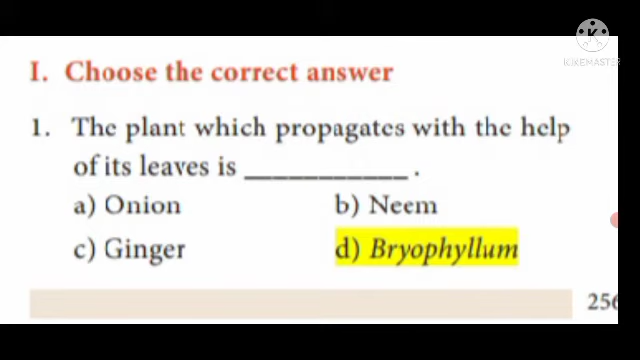 K
KINEMASTER
I. Choose the correct answer
1. The plant which propagates with the help
of its leaves is ___________ .
a) Onion b) Neem
c) Ginger d) Bryophyllum
256